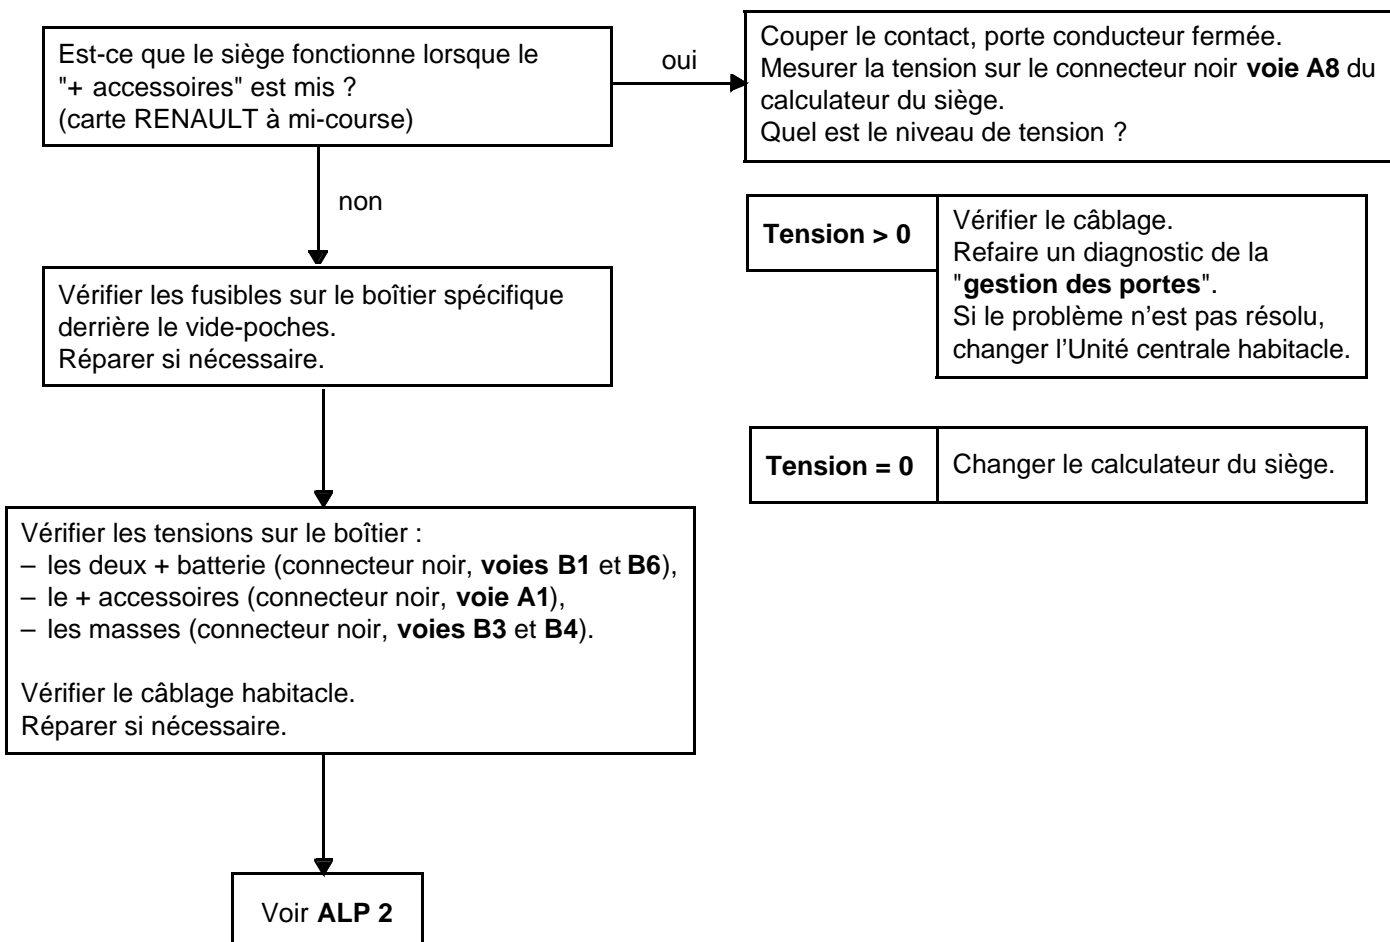 Est-ce que le siège fonctionne lorsque le
"+ accessoires" est mis ?
(carte RENAULT à mi-course)
oui
Couper le contact, porte conducteur fermée.
Mesurer la tension sur le connecteur noir voie A8 du
calculateur du siège.
Quel est le niveau de tension ?
non
Tension > 0
Vérifier le câblage.
Refaire un diagnostic de la
"gestion des portes".
Si le problème n'est pas résolu,
changer l'Unité centrale habitacle.
Vérifier les fusibles sur le boîtier spécifique
derrière le vide-poches.
Réparer si nécessaire.
Tension = 0
Changer le calculateur du siège.
Vérifier les tensions sur le boîtier :
– les deux + batterie (connecteur noir, voies B1 et B6),
– le + accessoires (connecteur noir, voie A1),
– les masses (connecteur noir, voies B3 et B4).
Vérifier le câblage habitacle.
Réparer si nécessaire.
Voir ALP 2